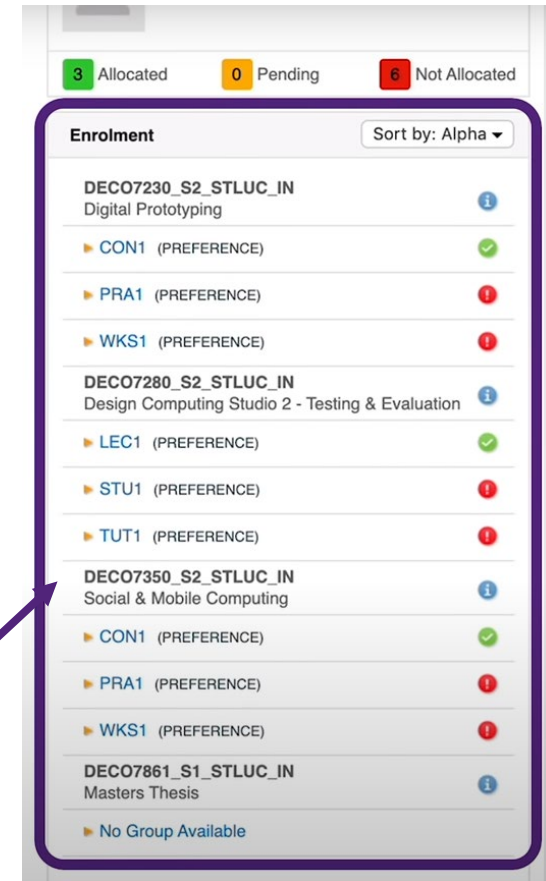 3 Allocated 0 Pending 6 Not Allocated
Enrolment Sort by: Alpha
DECO7230_S2_STLUC_IN
Digital Prototyping
CON1 (PREFERENCE)
PRA1 (PREFERENCE)
WKS1 (PREFERENCE)
DECO7280_S2_STLUC_IN
Design Computing Studio 2 - Testing & Evaluation
LEC1 (PREFERENCE)
STU1 (PREFERENCE)
TUT1 (PREFERENCE)
DECO7350_S2_STLUC_IN
Social & Mobile Computing
CON1 (PREFERENCE)
PRA1 (PREFERENCE)
WKS1 (PREFERENCE)
DECO7861_S1_STLUC_IN
Masters Thesis
No Group Available